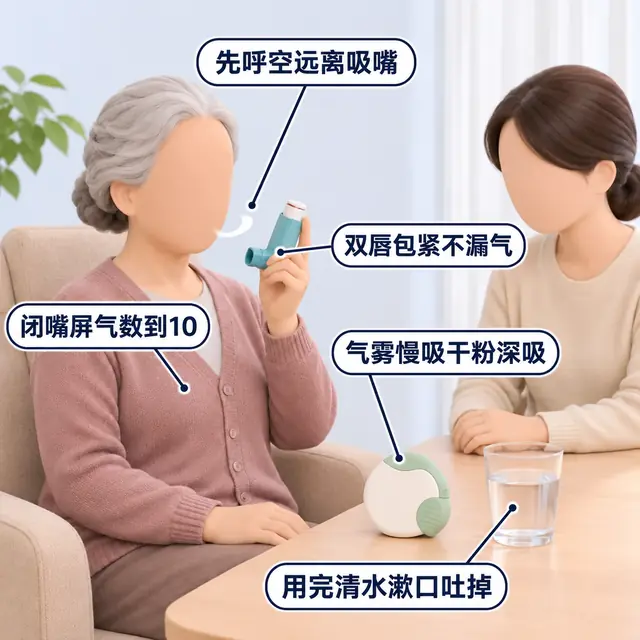 先呼空远离吸嘴
双唇包紧不漏气
闭嘴屏气数到10
气雾慢吸干粉深吸
用完清水漱口吐掉